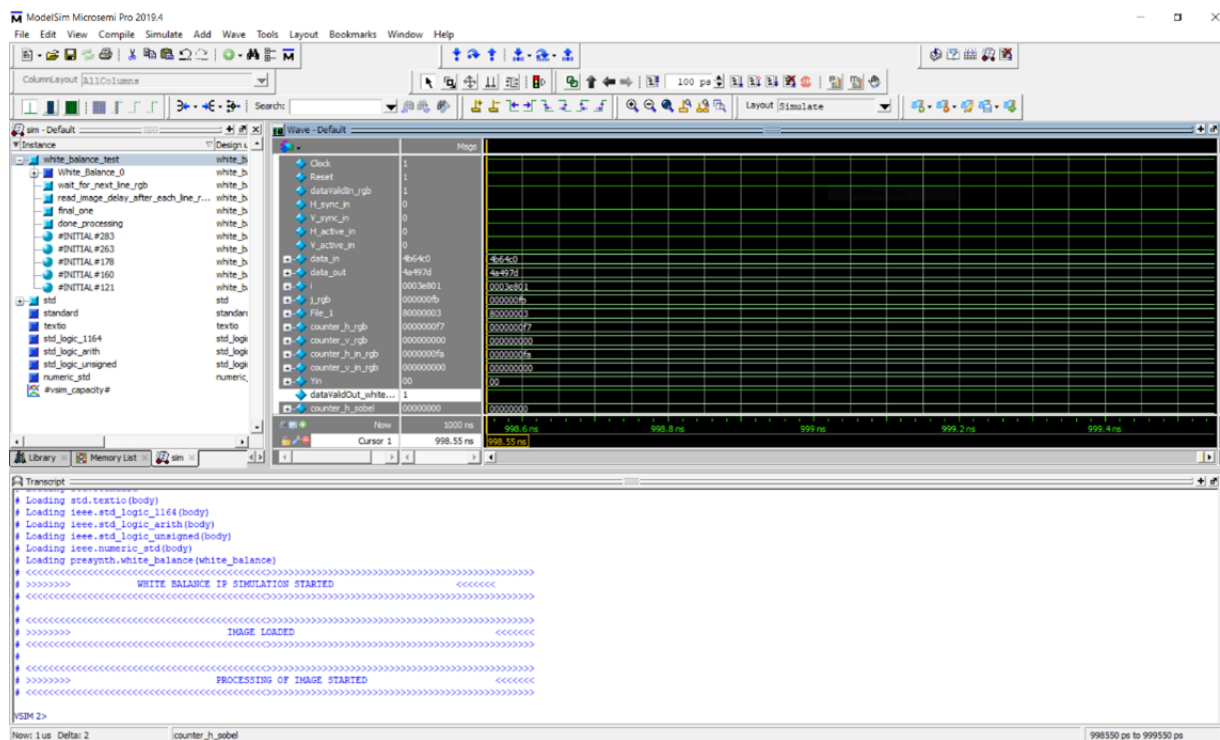 ModelSim Microsemi Pro 2019.4
File Edit View Compile Simulate Add Wave Tools Layout Bookmarks Window Help
ColumnLayout AllColumns
100 ps
Search:
Layout Simulate
sim - Default
Instance Design u
white_balance_test white_b
White_Balance_0 white_b
wait_for_next_line_rgb white_b
read_image_delay_after_each_line_r... white_b
final_one white_b
done_processing white_b
#INITIAL#283 white_b
#INITIAL#263 white_b
#INITIAL#178 white_b
#INITIAL#160 white_b
#INITIAL#121 white_b
std std
standard standar
textio textio
std_logic_1164 std_logi
std_logic_arith std_logi
std_logic_unsigned std_logi
numeric_std numeric_
#vsim_capacity#
Library Memory List sim
Wave - Default
Msgs
Clock 1
Reset 1
dataValidIn_rgb 1
H_sync_in 0
V_sync_in 0
H_active_in 0
V_active_in 0
data_in 4b64c0 4b64c0
data_out 4a497d 4a497d
i 0003e801 0003e801
j_rgb 000000fb 000000fb
File_1 80000003 80000003
counter_h_rgb 0000000f7 0000000f7
counter_v_rgb 000000000 000000000
counter_h_in_rgb 0000000fa 0000000fa
counter_v_in_rgb 000000000 000000000
Yin 00 00
dataValidOut_white... 1
counter_h_sobel 00000000 00000000
Now 1000 ns 998.6 ns 998.8 ns 999 ns 999.2 ns 999.4 ns
Cursor 1 998.55 ns 998.55 ns
Transcript
# Loading std.textio(body)
# Loading ieee.std_logic_1164(body)
# Loading ieee.std_logic_arith(body)
# Loading ieee.std_logic_unsigned(body)
# Loading ieee.numeric_std(body)
# Loading presynth.white_balance(white_balance)
# >>>>>>>> WHITE BALANCE IP SIMULATION STARTED <<<<<<<
#
# >>>>>>>> IMAGE LOADED <<<<<<<
#
# >>>>>>>> PROCESSING OF IMAGE STARTED <<<<<<<
VSIM 2>
Now: 1 us Delta: 2 counter_h_sobel 998550 ps to 999550 ps